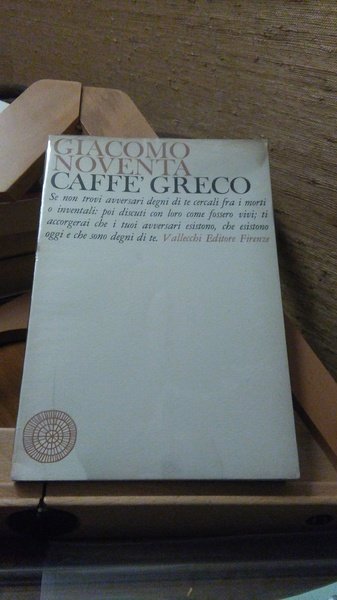 GIACOMO
NOVENTA
CAFFE' GRECO
Se non trovi avversari degni di te cercali fra i morti
o inventali: poi discuti con loro come fossero vivi; ti
accorgerai che i tuoi avversari esistono, che esistono
oggi e che sono degni di te. Vallecchi Editore Firenze